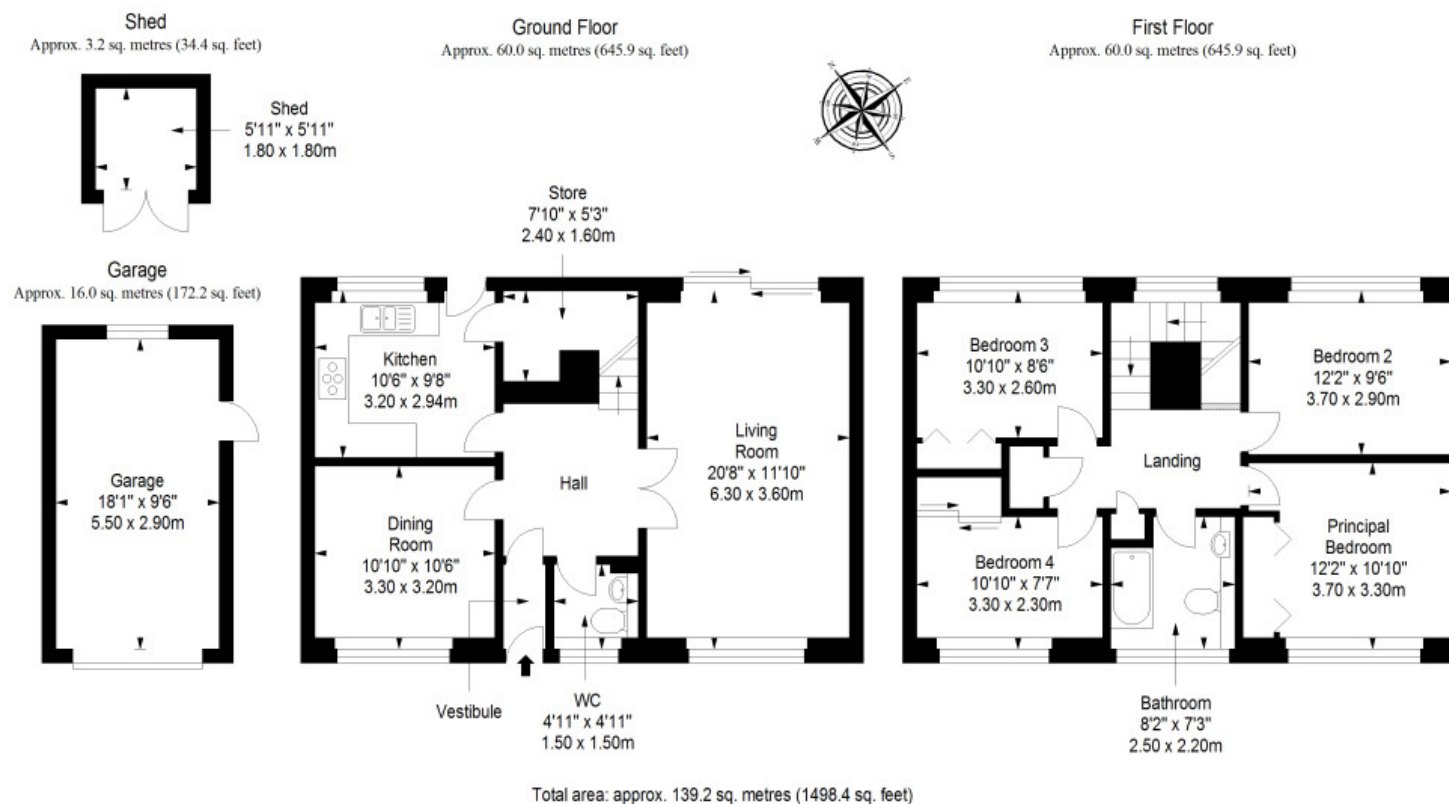 Shed
Approx. 3.2 sq. metres (34.4 sq. feet)
Shed
5'11" x 5'11"
1.80 x 1.80m
Garage
Approx. 16.0 sq. metres (172.2 sq. feet)
Garage
18'1" x 9'6"
5.50 x 2.90m
Ground Floor
Approx. 60.0 sq. metres (645.9 sq. feet)
N
E
S
W
Store
7'10" x 5'3"
2.40 x 1.60m
Kitchen
10'6" x 9'8"
3.20 x 2.94m
Living
Room
20'8" x 11'10"
6.30 x 3.60m
Hall
Dining
Room
10'10" x 10'6"
3.30 x 3.20m
Vestibule
WC
4'11" x 4'11"
1.50 x 1.50m
First Floor
Approx. 60.0 sq. metres (645.9 sq. feet)
Bedroom 3
10'10" x 8'6"
3.30 x 2.60m
Bedroom 2
12'2" x 9'6"
3.70 x 2.90m
Landing
Bedroom 4
10'10" x 7'7"
3.30 x 2.30m
Principal
Bedroom
12'2" x 10'10"
3.70 x 3.30m
Bathroom
8'2" x 7'3"
2.50 x 2.20m
Total area: approx. 139.2 sq. metres (1498.4 sq. feet)